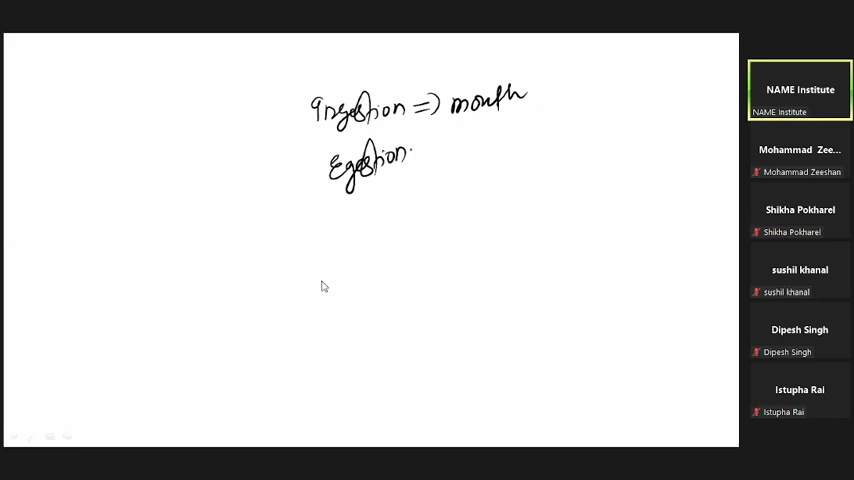 Ingestion => mouth
Egestion.
NAME Institute
NAME Institute
Mohammad Zee...
Mohammad Zeeshan
Shikha Pokharel
Shikha Pokharel
sushil khanal
sushil khanal
Dipesh Singh
Dipesh Singh
Istupha Rai
Istupha Rai